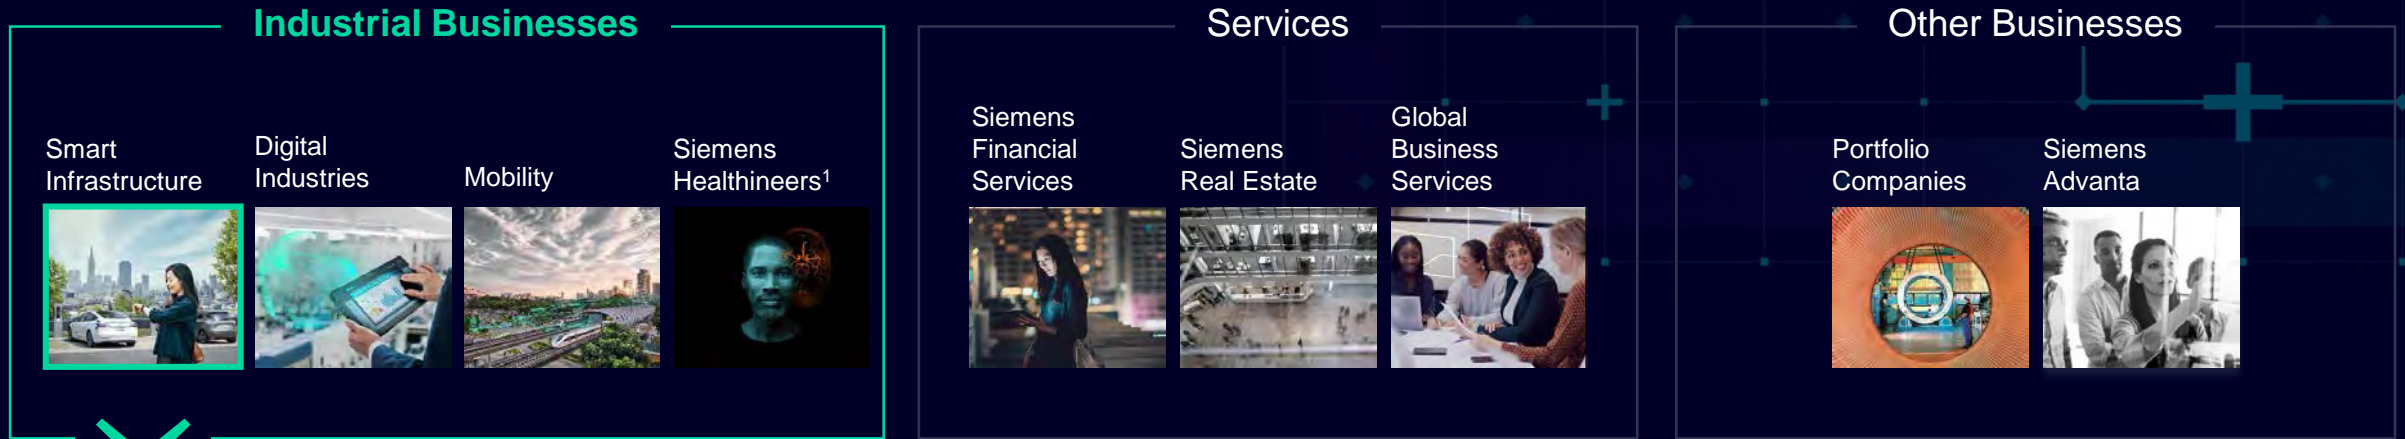 Industrial Businesses
Smart
Infrastructure
Digital
Industries
Mobility
Siemens
Healthineers¹
Services
Siemens
Financial
Services
Siemens
Real Estate
Global
Business
Services
Other Businesses
Portfolio
Companies
Siemens
Advanta